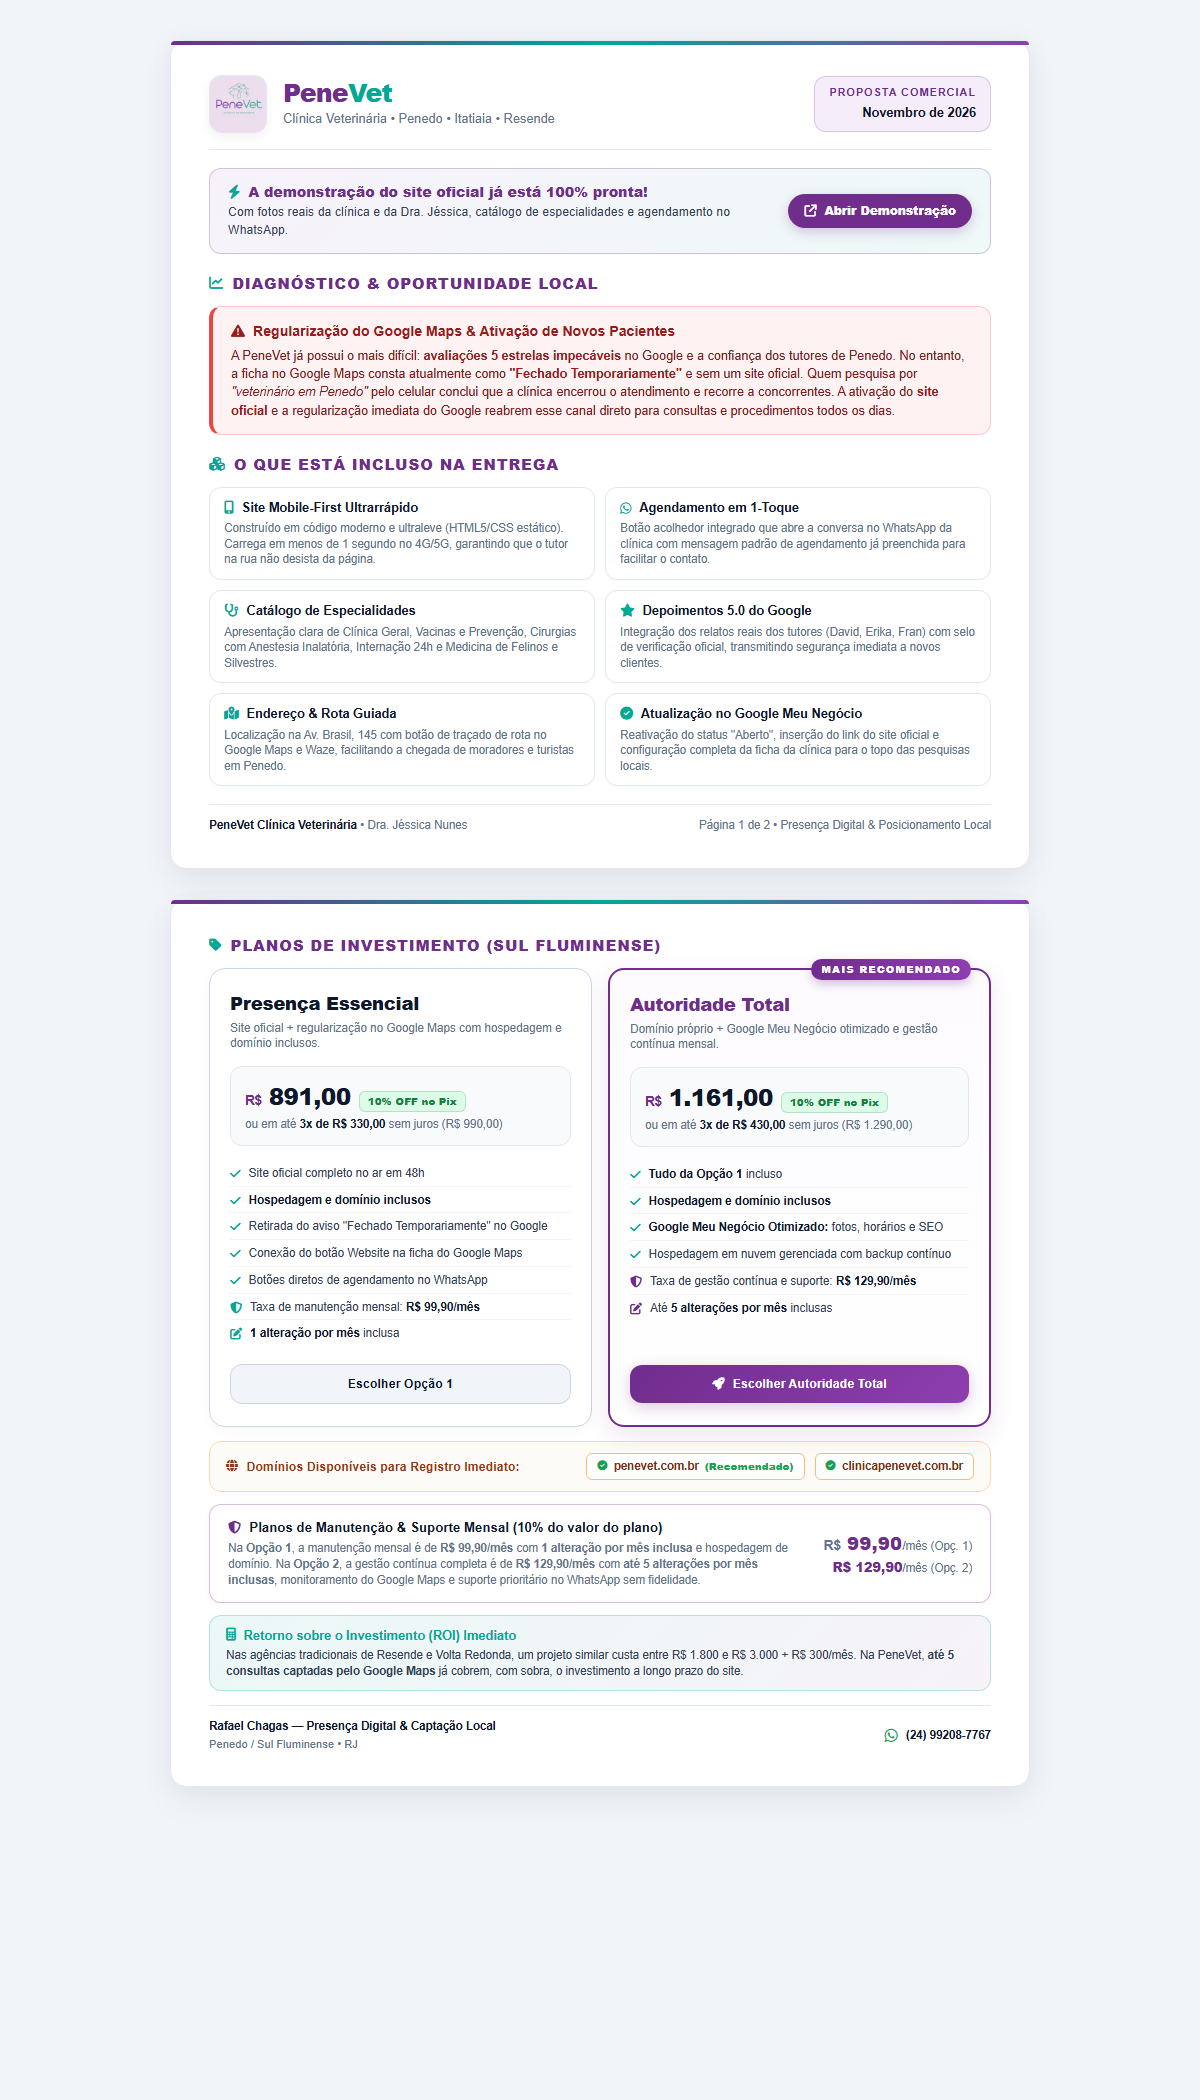 PeneVet
PeneVet
Clínica Veterinária • Penedo • Itatiaia • Resende
PROPOSTA COMERCIAL
Novembro de 2026
A demonstração do site oficial já está 100% pronta!
Com fotos reais da clínica e da Dra. Jéssica, catálogo de especialidades e agendamento no
WhatsApp.
Abrir Demonstração
DIAGNÓSTICO & OPORTUNIDADE LOCAL
Regularização do Google Maps & Ativação de Novos Pacientes
A PeneVet já possui o mais difícil: avaliações 5 estrelas impecáveis no Google e a confiança dos tutores de Penedo. No entanto,
a ficha no Google Maps consta atualmente como "Fechado Temporariamente" e sem um site oficial. Quem pesquisa por
"veterinário em Penedo" pelo celular conclui que a clínica encerrou o atendimento e recorre a concorrentes. A ativação do site
oficial e a regularização imediata do Google reabrem esse canal direto para consultas e procedimentos todos os dias.
O QUE ESTÁ INCLUSO NA ENTREGA
Site Mobile-First Ultrarrápido
Construído em código moderno e ultraleve (HTML5/CSS estático).
Carrega em menos de 1 segundo no 4G/5G, garantindo que o tutor
na rua não desista da página.
Agendamento em 1-Toque
Botão acolhedor integrado que abre a conversa no WhatsApp da
clínica com mensagem padrão de agendamento já preenchida para
facilitar o contato.
Catálogo de Especialidades
Apresentação clara de Clínica Geral, Vacinas e Prevenção, Cirurgias
com Anestesia Inalatória, Internação 24h e Medicina de Felinos e
Silvestres.
Depoimentos 5.0 do Google
Integração dos relatos reais dos tutores (David, Erika, Fran) com selo
de verificação oficial, transmitindo segurança imediata a novos
clientes.
Endereço & Rota Guiada
Localização na Av. Brasil, 145 com botão de traçado de rota no
Google Maps e Waze, facilitando a chegada de moradores e turistas
em Penedo.
Atualização no Google Meu Negócio
Reativação do status "Aberto", inserção do link do site oficial e
configuração completa da ficha da clínica para o topo das pesquisas
locais.
PeneVet Clínica Veterinária • Dra. Jéssica Nunes
Página 1 de 2 • Presença Digital & Posicionamento Local
PLANOS DE INVESTIMENTO (SUL FLUMINENSE)
Presença Essencial
Site oficial + regularização no Google Maps com hospedagem e
domínio inclusos.
R$ 891,00 10% OFF no Pix
ou em até 3x de R$ 330,00 sem juros (R$ 990,00)
Site oficial completo no ar em 48h
Hospedagem e domínio inclusos
Retirada do aviso "Fechado Temporariamente" no Google
Conexão do botão Website na ficha do Google Maps
Botões diretos de agendamento no WhatsApp
Taxa de manutenção mensal: R$ 99,90/mês
1 alteração por mês inclusa
Escolher Opção 1
MAIS RECOMENDADO
Autoridade Total
Domínio próprio + Google Meu Negócio otimizado e gestão
contínua mensal.
R$ 1.161,00 10% OFF no Pix
ou em até 3x de R$ 430,00 sem juros (R$ 1.290,00)
Tudo da Opção 1 incluso
Hospedagem e domínio inclusos
Google Meu Negócio Otimizado: fotos, horários e SEO
Hospedagem em nuvem gerenciada com backup contínuo
Taxa de gestão contínua e suporte: R$ 129,90/mês
Até 5 alterações por mês inclusas
Escolher Autoridade Total
Domínios Disponíveis para Registro Imediato:
penevet.com.br (Recomendado)
clinicapenevet.com.br
Planos de Manutenção & Suporte Mensal (10% do valor do plano)
Na Opção 1, a manutenção mensal é de R$ 99,90/mês com 1 alteração por mês inclusa e hospedagem de
domínio. Na Opção 2, a gestão contínua completa é de R$ 129,90/mês com até 5 alterações por mês
inclusas, monitoramento do Google Maps e suporte prioritário no WhatsApp sem fidelidade.
R$ 99,90/mês (Opç. 1)
R$ 129,90/mês (Opç. 2)
Retorno sobre o Investimento (ROI) Imediato
Nas agências tradicionais de Resende e Volta Redonda, um projeto similar custa entre R$ 1.800 e R$ 3.000 + R$ 300/mês. Na PeneVet, até 5
consultas captadas pelo Google Maps já cobrem, com sobra, o investimento a longo prazo do site.
Rafael Chagas — Presença Digital & Captação Local
Penedo / Sul Fluminense • RJ
(24) 99208-7767